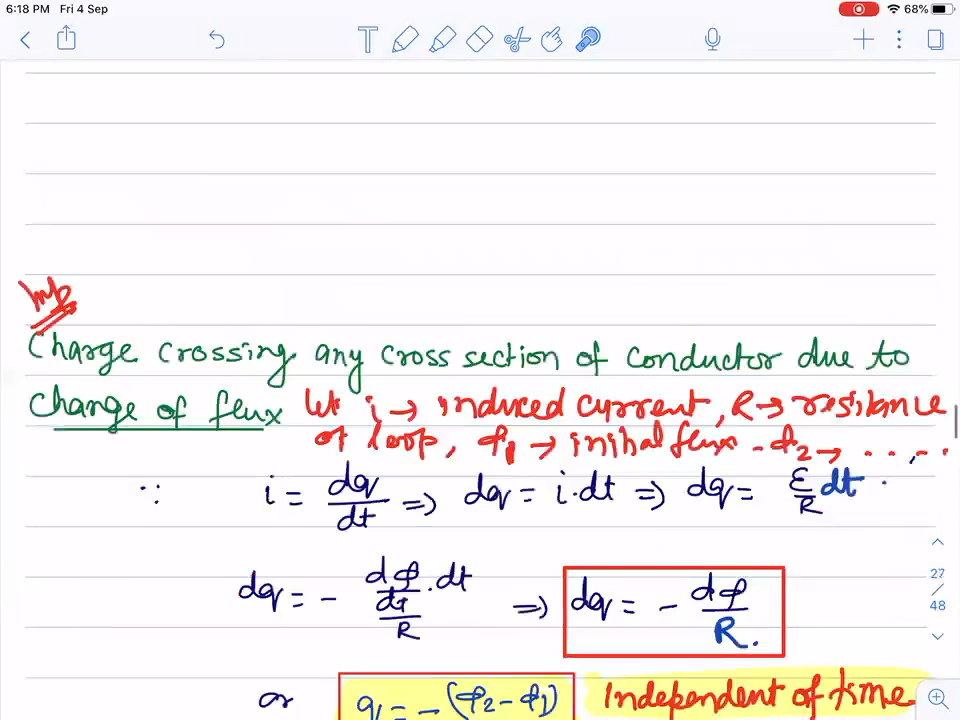 6:18 PM Fri 4 Sep 68%
Imp
Charge crossing any cross section of conductor due to
Change of flux Let i → induced current, R → resistance
of loop, φ1 → initial flux - φ2 → ........
∵ i = dq/dt ⇒ dq = i·dt ⇒ dq = ε/R dt
dq = - (dφ/dt)/R · dt ⇒ dq = - dφ/R.
or q = - (φ2 - φ1) Independent of time
27
/
48